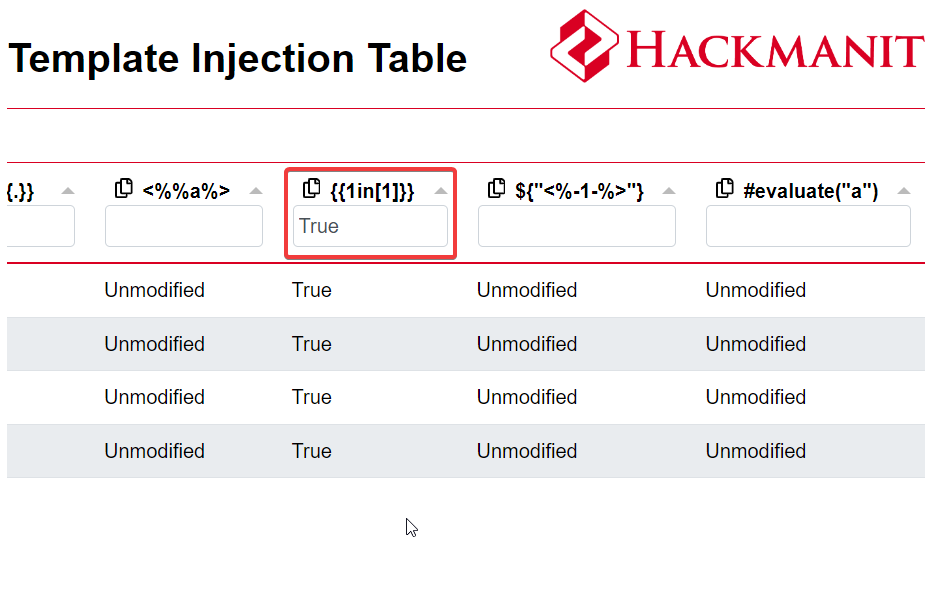 Template Injection Table
HACKMANIT
{.}} <%%a%> {{1in[1]}} ${"<%-1-%>"} #evaluate("a")
True
Unmodified True Unmodified Unmodified
Unmodified True Unmodified Unmodified
Unmodified True Unmodified Unmodified
Unmodified True Unmodified Unmodified